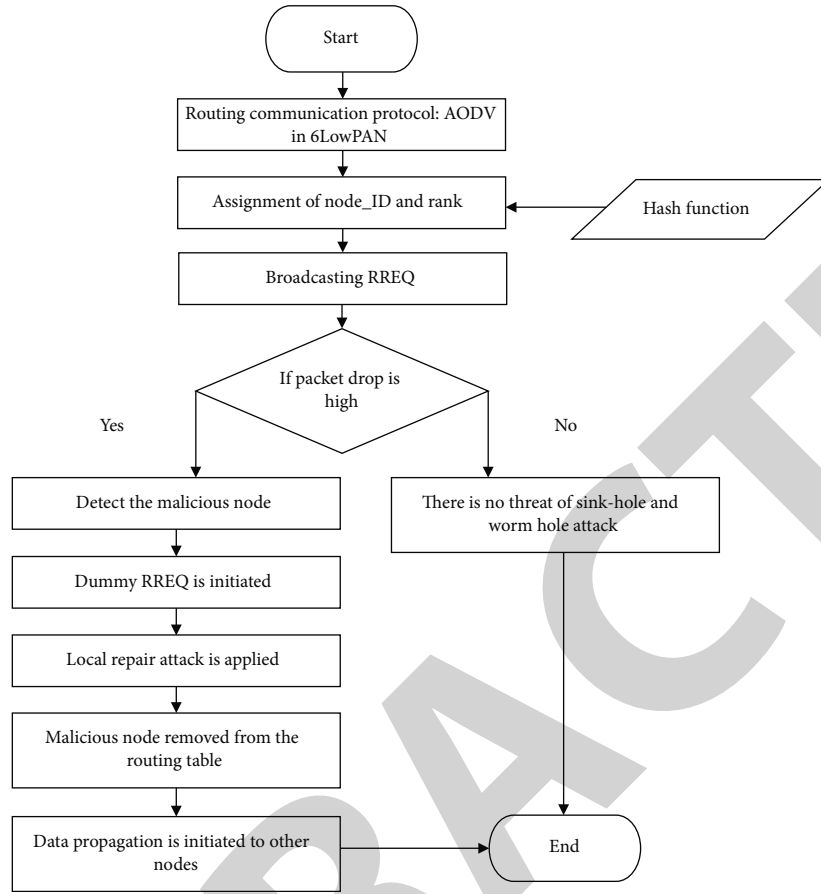 Start
Routing communication protocol: AODV
in 6LowPAN
Assignment of node_ID and rank
Hash function
Broadcasting RREQ
If packet drop is
high
Yes
No
Detect the malicious node
There is no threat of sink-hole and
worm hole attack
Dummy RREQ is initiated
Local repair attack is applied
Malicious node removed from the
routing table
Data propagation is initiated to other
nodes
End
RACT